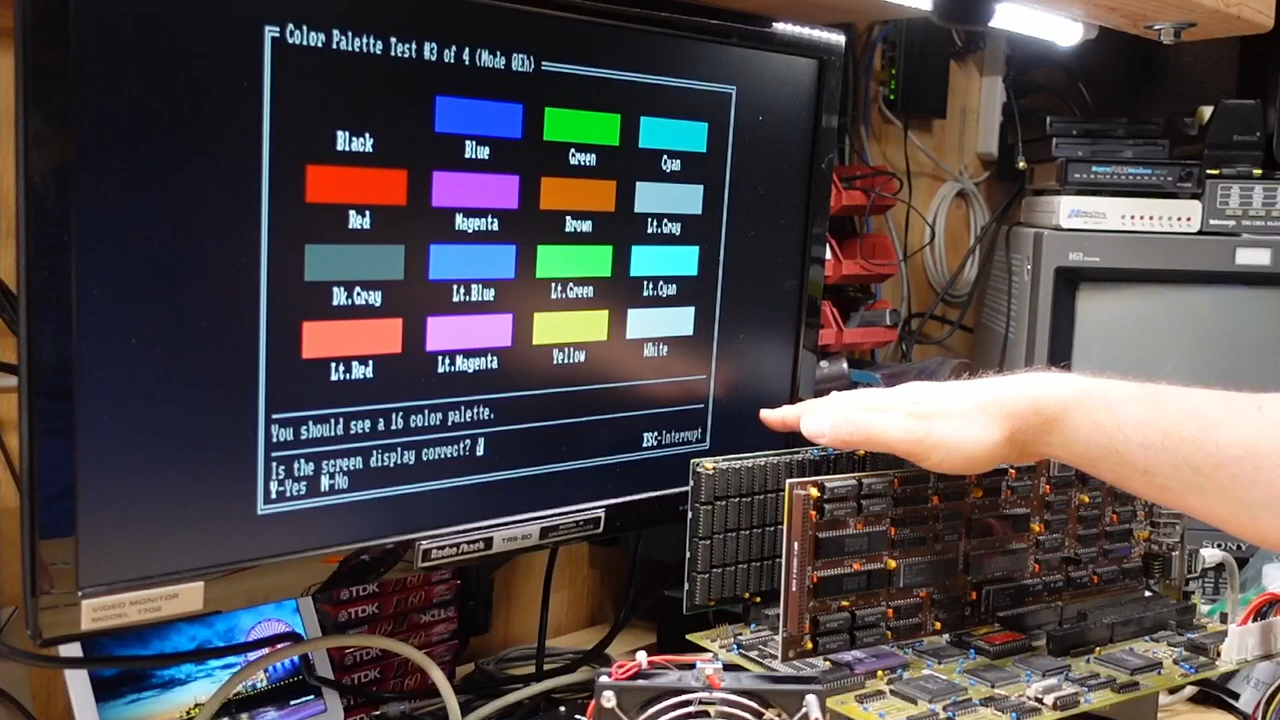 Color Palette Test #3 of 4 (Mode 0Eh)
Black
Blue
Green
Cyan
Red
Magenta
Brown
Lt.Gray
Dk.Gray
Lt.Blue
Lt.Green
Lt.Cyan
Lt.Red
Lt.Magenta
Yellow
White
You should see a 16 color palette.
Is the screen display correct? Y
ESC-Interrupt
Y-Yes N-No
Radio Shack TRS-80
VIDEO MONITOR
MODEL 1702
TDK
TDK
TDK
TDK
SupraFAXModem
Tektronix
HR
SONY